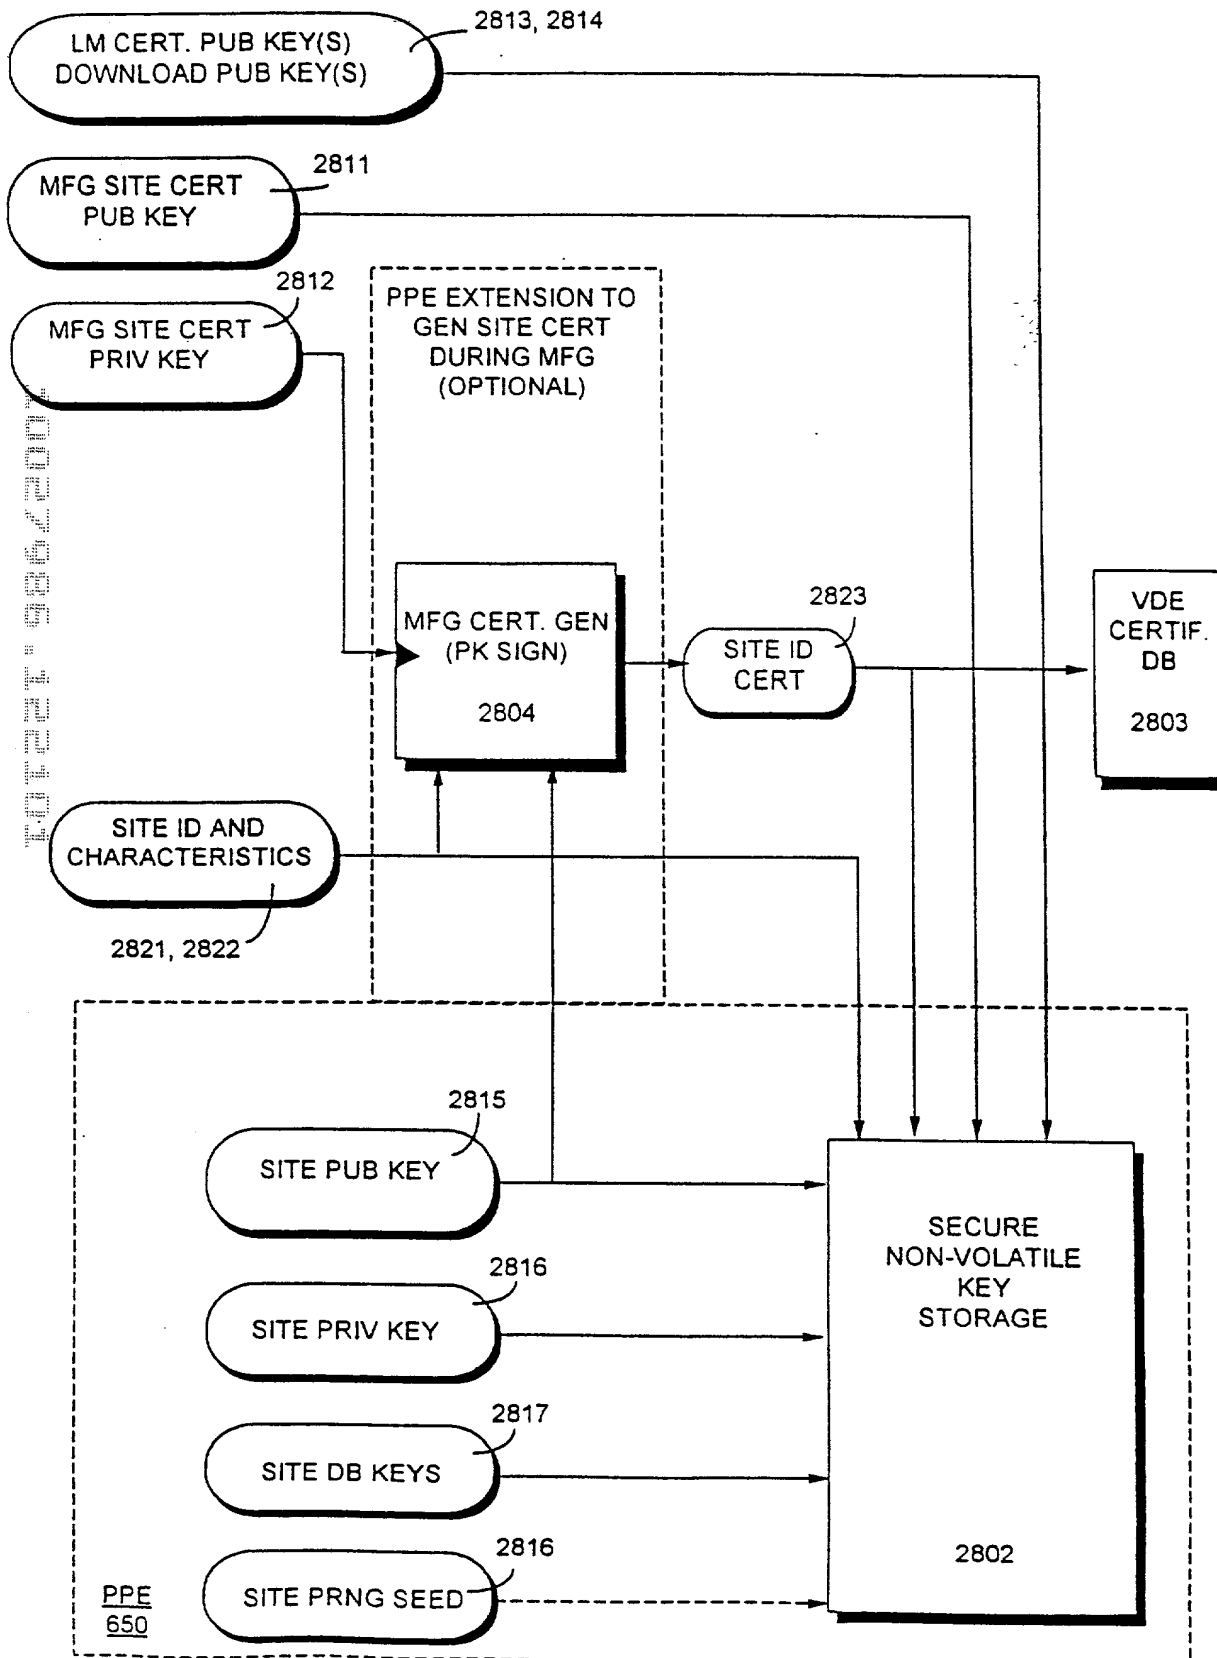 2813, 2814
LM CERT. PUB KEY(S)
DOWNLOAD PUB KEY(S)
2811
MFG SITE CERT
PUB KEY
2812
MFG SITE CERT
PRIV KEY
PPE EXTENSION TO
GEN SITE CERT
DURING MFG
(OPTIONAL)
MFG CERT. GEN
(PK SIGN)
2804
2823
SITE ID
CERT
VDE
CERTIF.
DB
2803
SITE ID AND
CHARACTERISTICS
2821, 2822
2815
SITE PUB KEY
2816
SITE PRIV KEY
2817
SITE DB KEYS
2816
SITE PRNG SEED
SECURE
NON-VOLATILE
KEY
STORAGE
2802
PPE
650